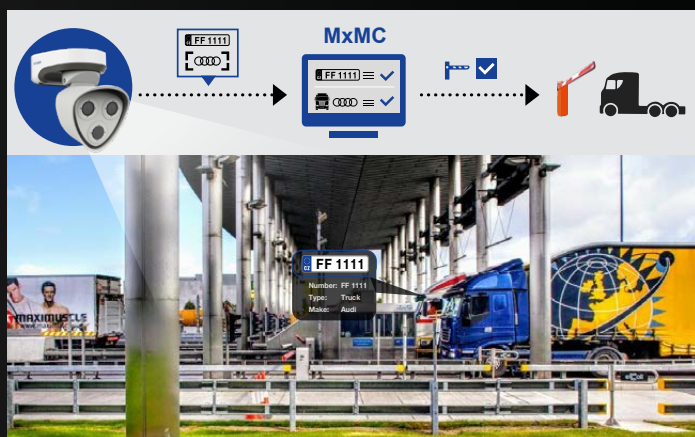 MxMC
FF 1111
FF 1111
FF 1111
Number: FF 1111
Type: Truck
Make: Audi
MAXIMUSCLE